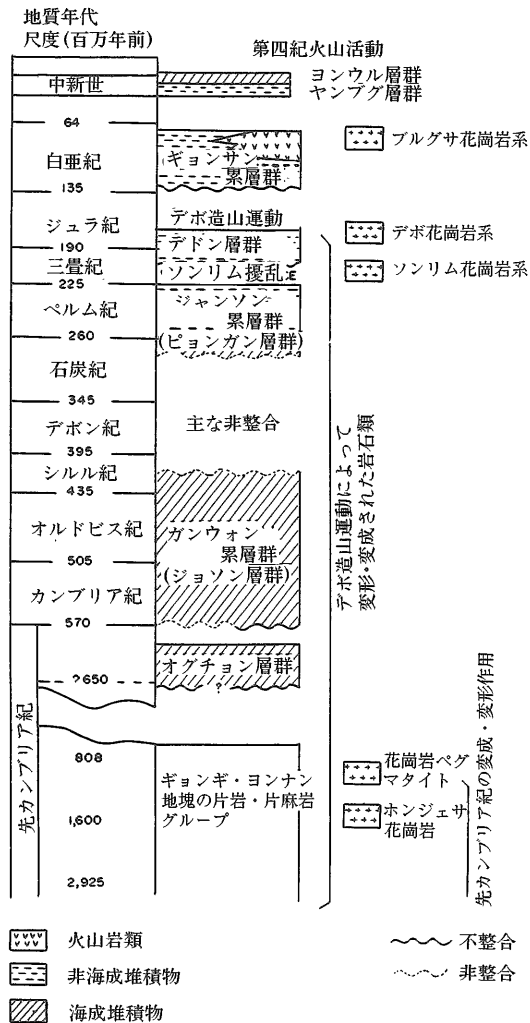 地質年代
尺度(百万年前)
第四紀火山活動
中新世
ヨンウル層群
ヤンブグ層群
64
白亜紀
135
ギョンサン
累層群
ブルグサ花崗岩系
ジュラ紀
190
デボ造山運動
デドン層群
デボ花崗岩系
三畳紀
225
ソンリム擾乱
ソンリム花崗岩系
ペルム紀
260
ジャンソン
累層群
(ピョンガン層群)
石炭紀
345
デボン紀
395
主な非整合
シルル紀
435
オルドビス紀
505
カンブリア紀
570
ガンウォン
累層群
(ジョソン層群)
デボ造山運動によって
変形・変成された岩石類
?650
オグチョン層群
?
先カンブリア紀
808
1,600
2,925
ギョンギ・ヨンナン
地塊の片岩・片麻岩
グループ
花崗岩ペグ
マタイト
ホンジェサ
花崗岩
先カンブリア紀の変成・変形作用
火山岩類
非海成堆積物
海成堆積物
不整合
非整合